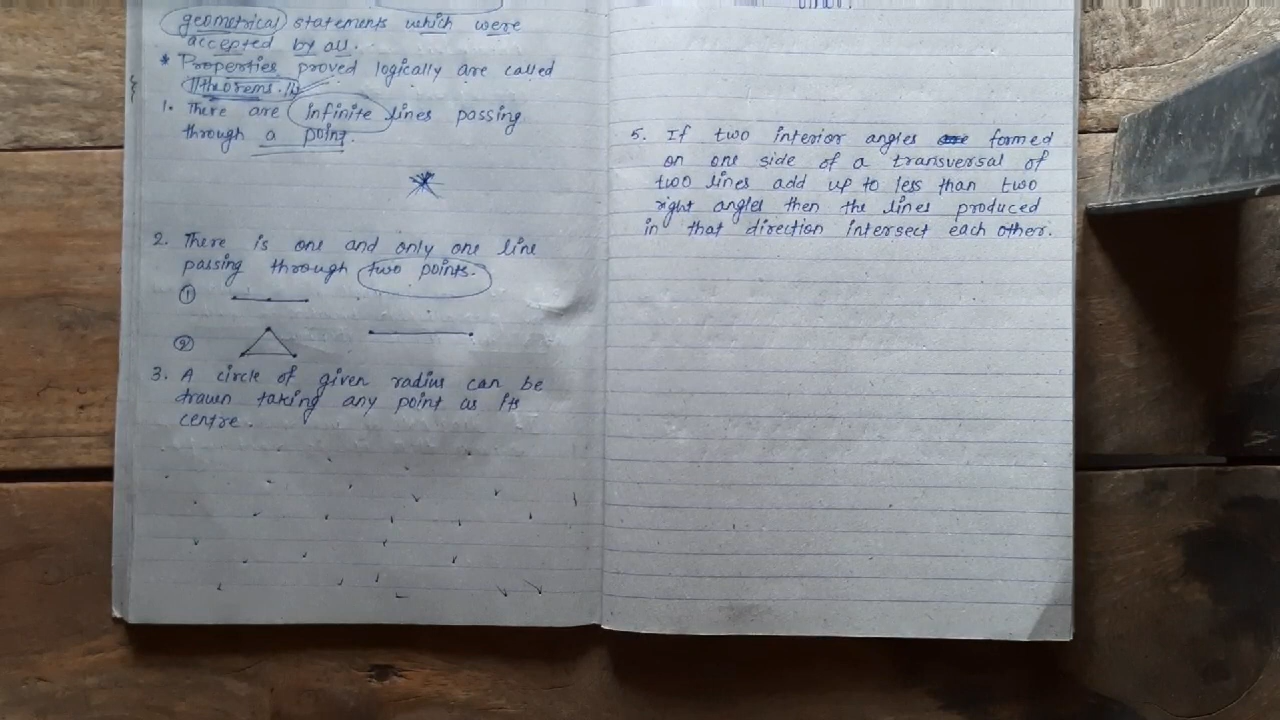 geometrical statements which were
accepted by all.
* Properties proved logically are called
theorems.
1. There are infinite lines passing
through a point.
2. There is one and only one line
passing through two points.
①
②
3. A circle of given radius can be
drawn taking any point as its
centre.
5. If two interior angles are formed
on one side of a transversal of
two lines add up to less than two
right angles then the lines produced
in that direction intersect each other.